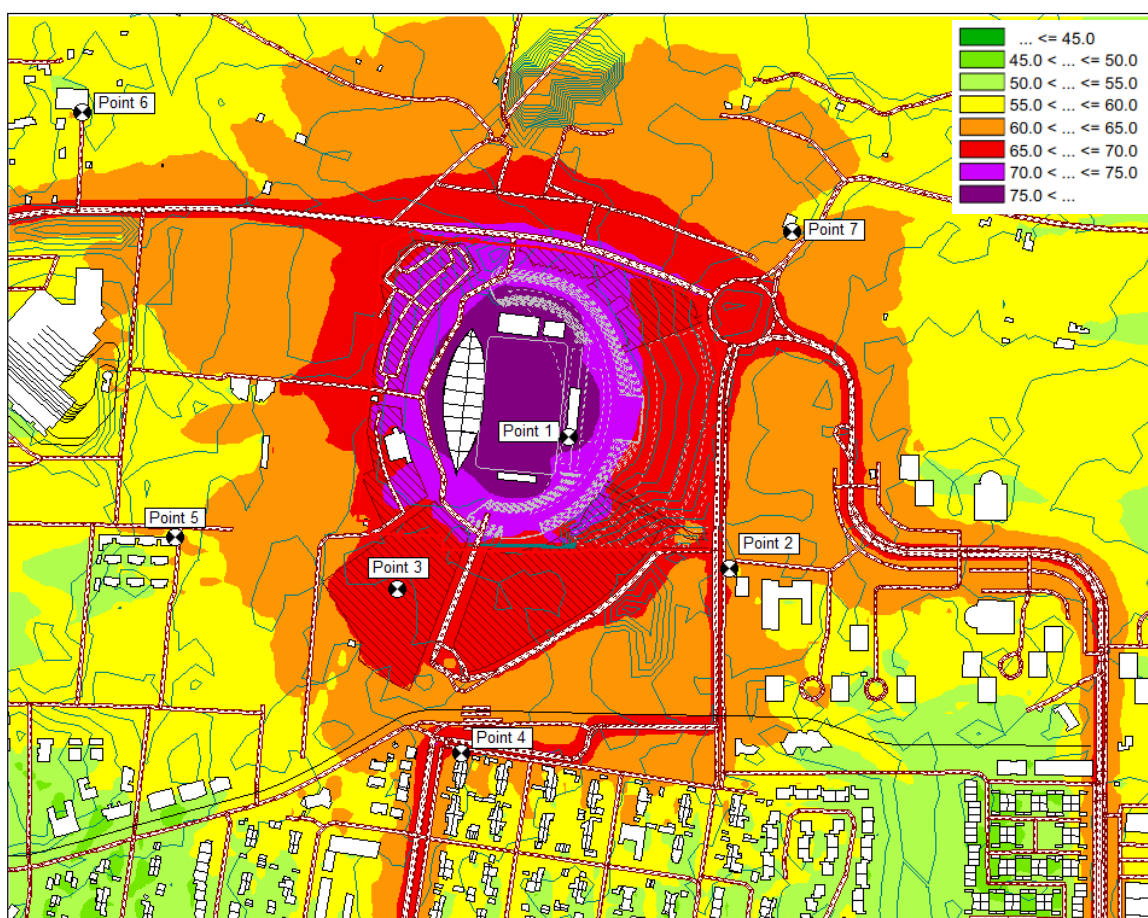 ... <= 45.0
45.0 < ... <= 50.0
50.0 < ... <= 55.0
55.0 < ... <= 60.0
60.0 < ... <= 65.0
65.0 < ... <= 70.0
70.0 < ... <= 75.0
75.0 < ...
Point 6
Point 7
Point 1
Point 5
Point 2
Point 3
Point 4